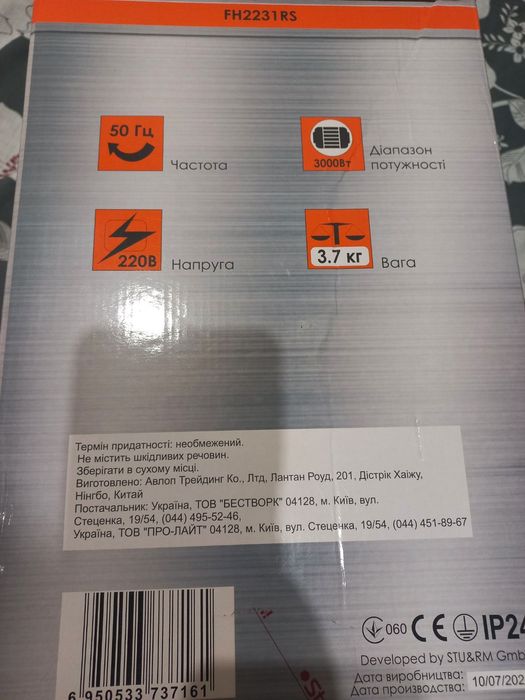 FH2231RS
50 Гц
Частота
3000Вт
Діапазон
потужності
220В
Напруга
3.7 кг
Вага
Термін придатності: необмежений.
Не містить шкідливих речовин.
Зберігати в сухому місці.
Виготовлено: Авлоп Трейдинг Ко., Лтд, Лантан Роуд, 201, Дістрік Хаіжу,
Нінгбо, Китай
Постачальник: Україна, ТОВ "БЕСТВОРК" 04128, м. Київ, вул.
Стеценка, 19/54, (044) 495-52-46,
Україна, ТОВ "ПРО-ЛАЙТ" 04128, м. Київ, вул. Стеценка, 19/54, (044) 451-89-67
6 950533 737161
060 CE IP24
Developed by STU&RM Gmb
Дата виробництва:
Дата производства:
10/07/202